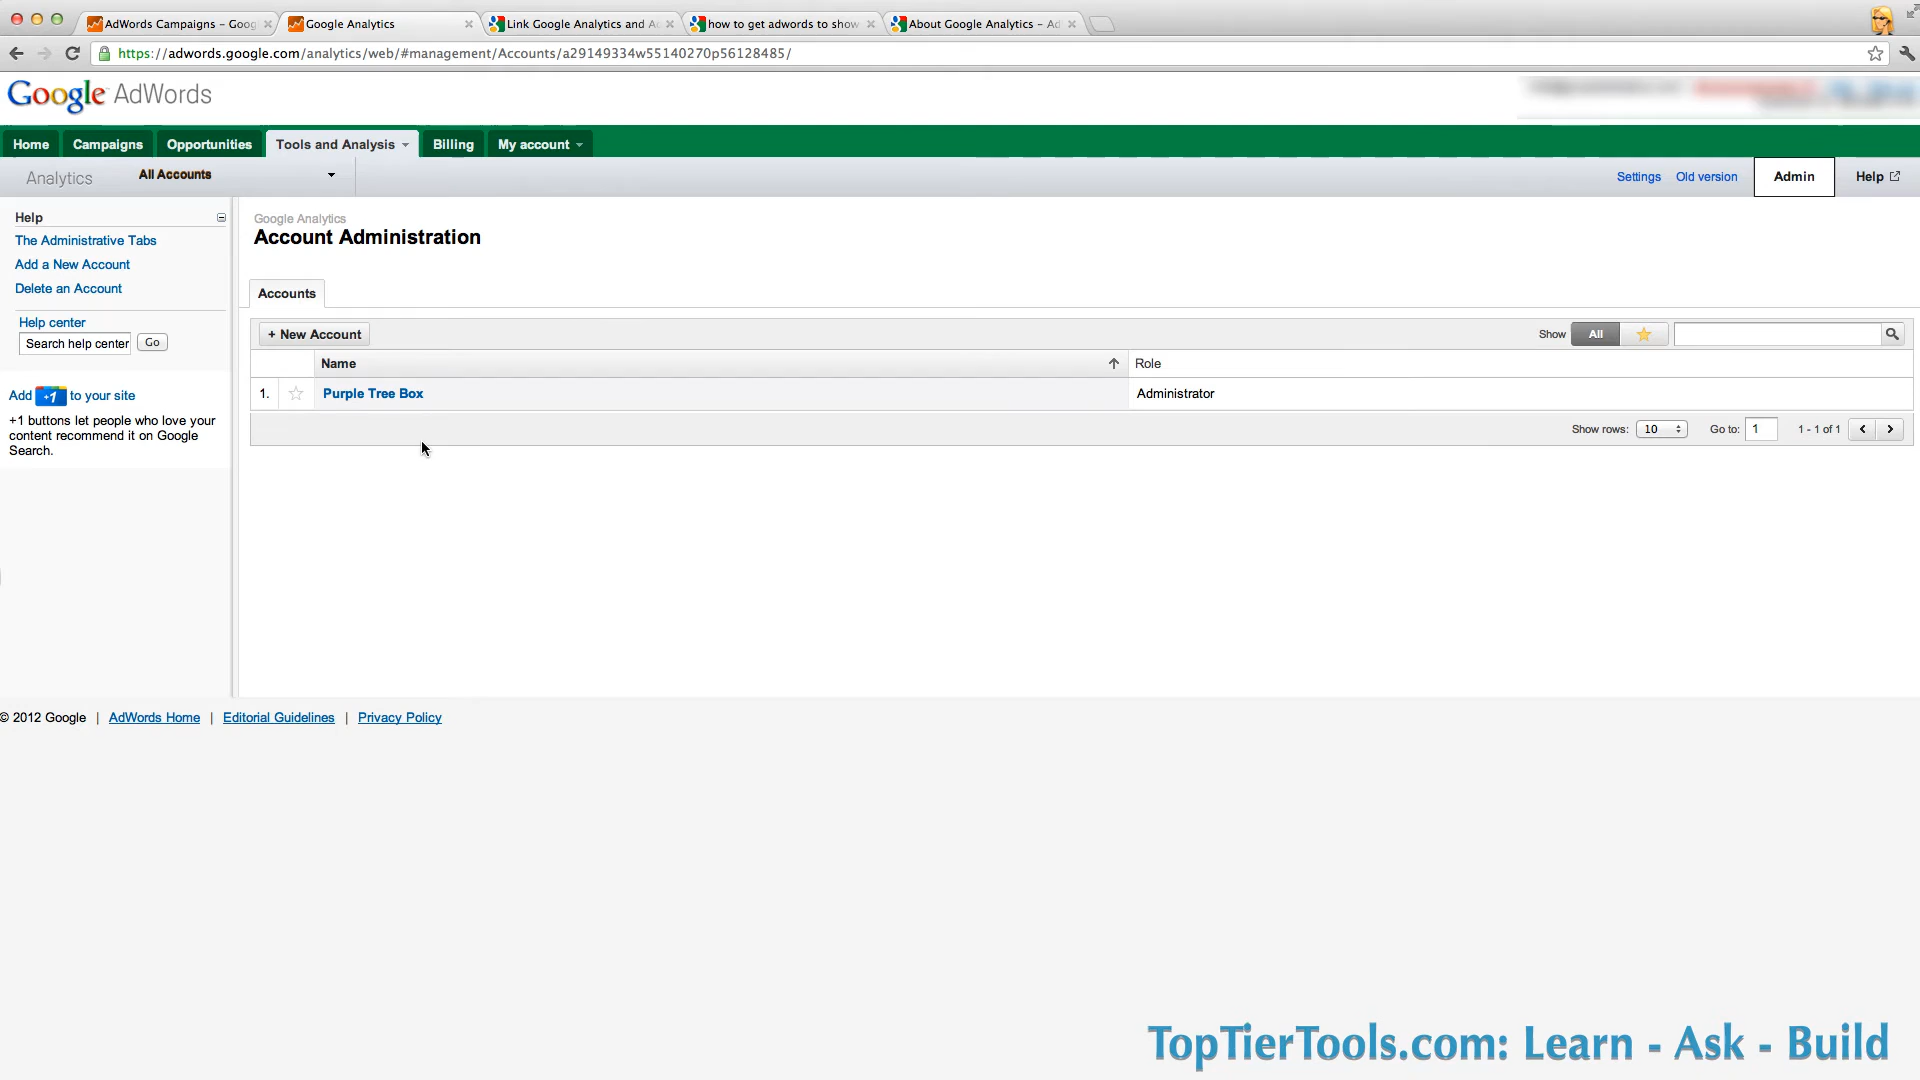 AdWords Campaigns – Goog
Google Analytics
Link Google Analytics and A
how to get adwords to show
About Google Analytics – Ad
https://adwords.google.com/analytics/web/#management/Accounts/a29149334w55140270p56128485/
Google AdWords
Home
Campaigns
Opportunities
Tools and Analysis
Billing
My account
Analytics
All Accounts
Settings
Old version
Admin
Help
Help
The Administrative Tabs
Add a New Account
Delete an Account
Help center
Search help center
Go
Add +1 to your site
+1 buttons let people who love your
content recommend it on Google
Search.
Google Analytics
Account Administration
Accounts
+ New Account
Show
All
Name
Role
1.
Purple Tree Box
Administrator
Show rows: 10
Go to: 1
1 - 1 of 1
© 2012 Google | AdWords Home | Editorial Guidelines | Privacy Policy
TopTierTools.com: Learn - Ask - Build